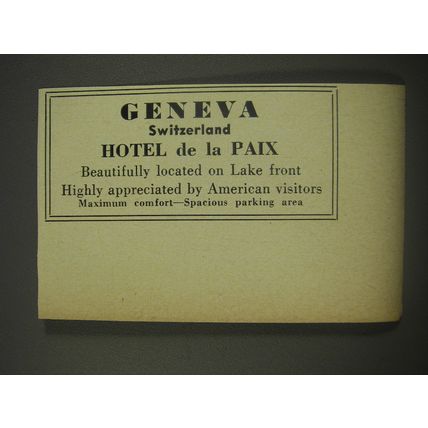 GENEVA
Switzerland
HOTEL de la PAIX
Beautifully located on Lake front
Highly appreciated by American visitors
Maximum comfort—Spacious parking area